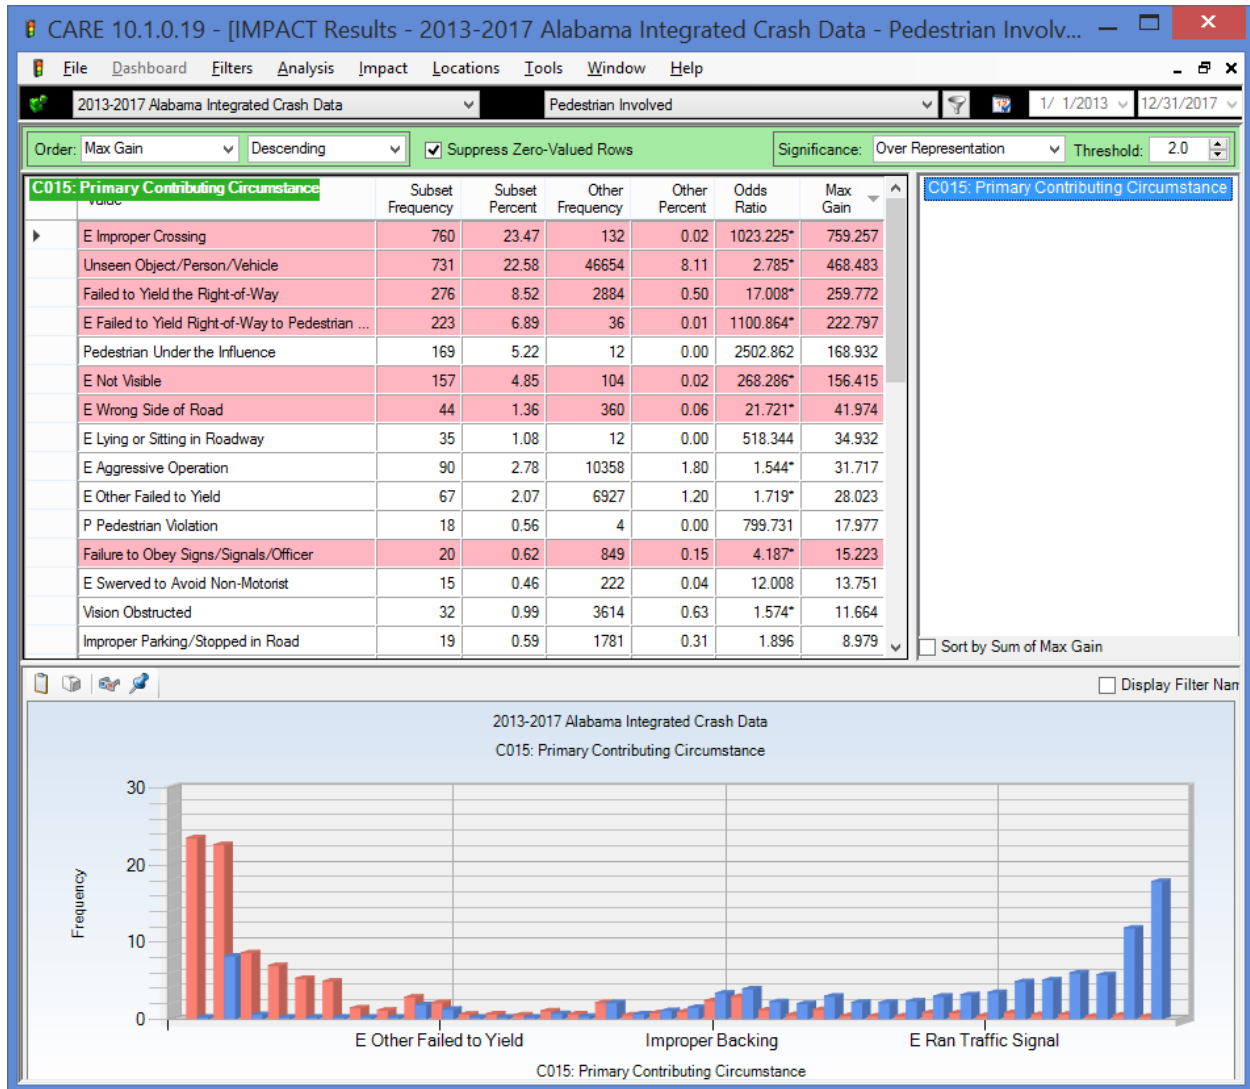 CARE 10.1.0.19 - [IMPACT Results - 2013-2017 Alabama Integrated Crash Data - Pedestrian Involv...
File Dashboard Filters Analysis Impact Locations Tools Window Help
2013-2017 Alabama Integrated Crash Data Pedestrian Involved 1/ 1/2013 12/31/2017
Order: Max Gain Descending Suppress Zero-Valued Rows Significance: Over Representation Threshold: 2.0
C015: Primary Contributing Circumstance Subset Frequency Subset Percent Other Frequency Other Percent Odds Ratio Max Gain
E Improper Crossing 760 23.47 132 0.02 1023.225* 759.257
Unseen Object/Person/Vehicle 731 22.58 46654 8.11 2.785* 468.483
Failed to Yield the Right-of-Way 276 8.52 2884 0.50 17.008* 259.772
E Failed to Yield Right-of-Way to Pedestrian ... 223 6.89 36 0.01 1100.864* 222.797
Pedestrian Under the Influence 169 5.22 12 0.00 2502.862 168.932
E Not Visible 157 4.85 104 0.02 268.286* 156.415
E Wrong Side of Road 44 1.36 360 0.06 21.721* 41.974
E Lying or Sitting in Roadway 35 1.08 12 0.00 518.344 34.932
E Aggressive Operation 90 2.78 10358 1.80 1.544* 31.717
E Other Failed to Yield 67 2.07 6927 1.20 1.719* 28.023
P Pedestrian Violation 18 0.56 4 0.00 799.731 17.977
Failure to Obey Signs/Signals/Officer 20 0.62 849 0.15 4.187* 15.223
E Swerved to Avoid Non-Motorist 15 0.46 222 0.04 12.008 13.751
Vision Obstructed 32 0.99 3614 0.63 1.574* 11.664
Improper Parking/Stopped in Road 19 0.59 1781 0.31 1.896 8.979
C015: Primary Contributing Circumstance
Sort by Sum of Max Gain
Display Filter Nam
2013-2017 Alabama Integrated Crash Data
C015: Primary Contributing Circumstance
30
20
10
0
Frequency
E Other Failed to Yield Improper Backing E Ran Traffic Signal
C015: Primary Contributing Circumstance